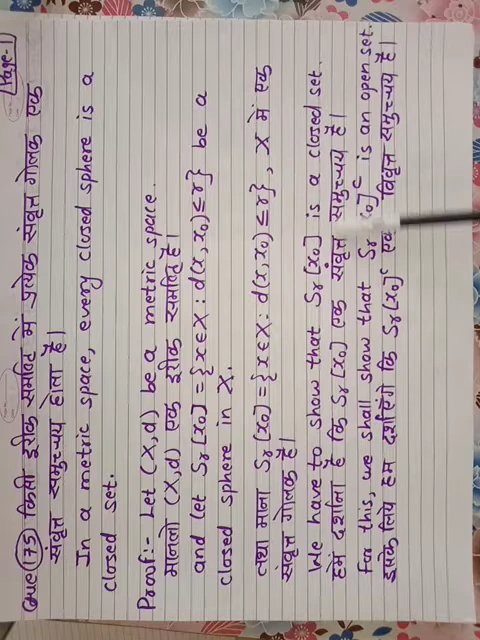 Page-1
Que (175) किसी दूरीक समष्टि में प्रत्येक संवृत्त गोलक एक
संवृत्त समुच्चय होता है।
In a metric space, every closed sphere is a
closed set.
Proof:- Let (X,d) be a metric space.
मानलो (X,d) एक दूरीक समष्टि है।
and let Sr[x0] = {x∈X: d(x,x0) ≤ r} be a
closed sphere in X.
तथा माना Sr[x0] = {x∈X: d(x,x0) ≤ r}, X में एक
संवृत्त गोलक है।
We have to show that Sr[x0] is a closed set.
हमें दर्शाना है कि Sr[x0] एक संवृत्त समुच्चय है।
For this, we shall show that Sr[x0]ᶜ is an open set.
इसके लिये हम दर्शाएंगे कि Sr[x0]ᶜ एक विवृत्त समुच्चय है।